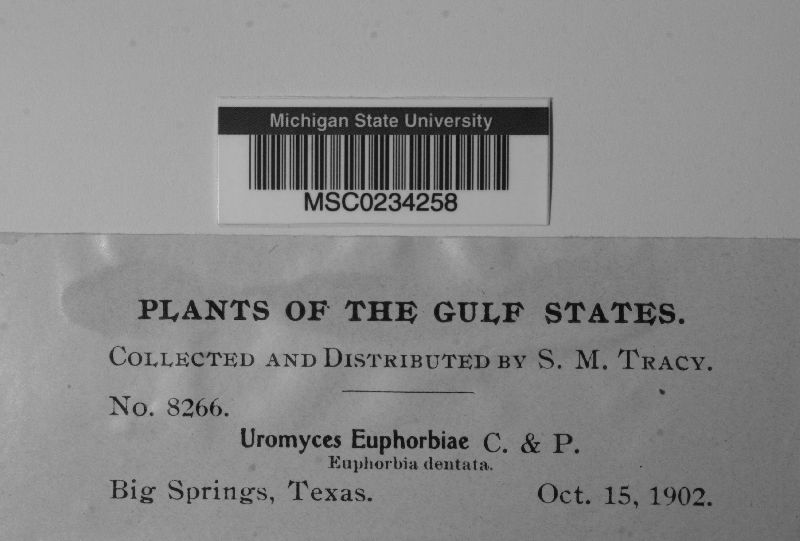 Michigan State University
MSC0234258
PLANTS OF THE GULF STATES.
COLLECTED AND DISTRIBUTED BY S. M. TRACY.
No. 8266.
Uromyces Euphorbiae C. & P.
Euphorbia dentata.
Big Springs, Texas. Oct. 15, 1902.